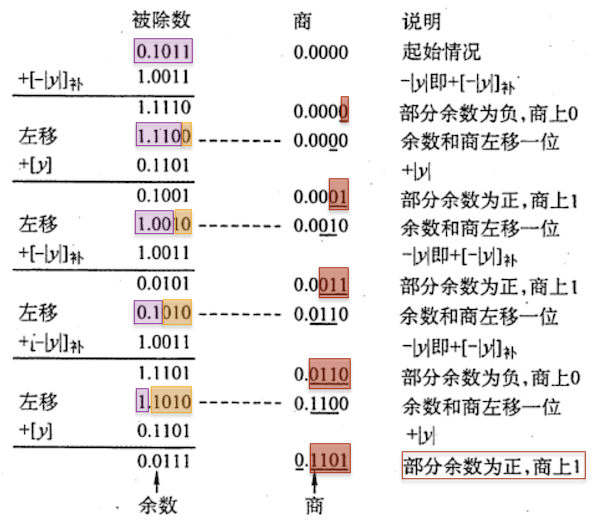 被除数 商 说明
0.1011 0.0000 起始情况
+[-|y|]补 1.0011 -|y|即+[-|y|]补
1.1110 0.0000 部分余数为负,商上0
左移 1.1100 0.0000 余数和商左移一位
+[y] 0.1101 +|y|
0.1001 0.0001 部分余数为正,商上1
左移 1.0010 0.0010 余数和商左移一位
+[-|y|]补 1.0011 -|y|即+[-|y|]补
0.0101 0.0011 部分余数为正,商上1
左移 0.1010 0.0110 余数和商左移一位
+[-|y|]补 1.0011 -|y|即+[-|y|]补
1.1101 0.0110 部分余数为负,商上0
左移 1.1010 0.1100 余数和商左移一位
+[y] 0.1101 +|y|
0.0111 0.1101 部分余数为正,商上1
余数 商